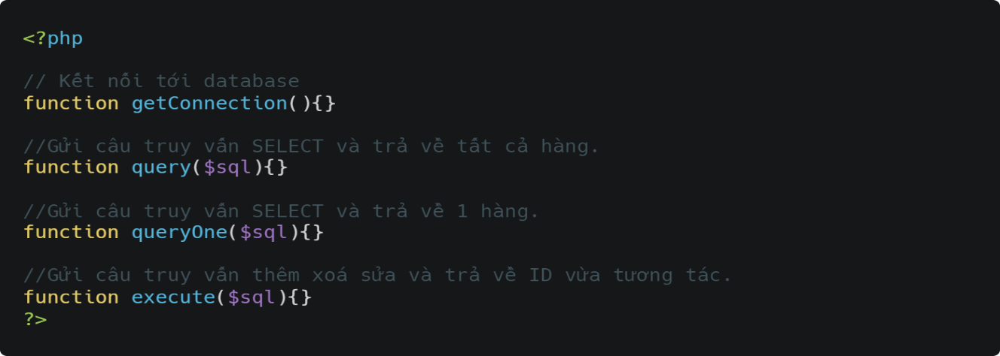 <?php
// Kết nối tới database
function getConnection(){}
//Gửi câu truy vấn SELECT và trả về tất cả hàng.
function query($sql){}
//Gửi câu truy vấn SELECT và trả về 1 hàng.
function queryOne($sql){}
//Gửi câu truy vấn thêm xoá sửa và trả về ID vừa tương tác.
function execute($sql){}
?>